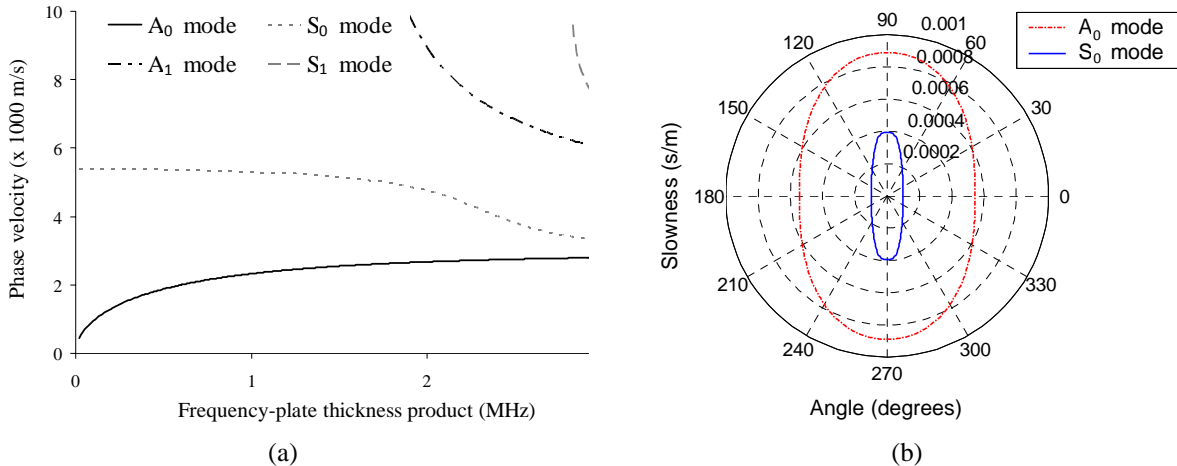 A₀ mode
S₀ mode
A₁ mode
S₁ mode
10
8
6
4
2
0
0
1
2
Phase velocity (x 1000 m/s)
Frequency-plate thickness product (MHz)
(a)
90
0.001
120
60
0.0008
0.0006
150
30
0.0004
0.0002
180
0
210
330
240
300
270
A₀ mode
S₀ mode
Slowness (s/m)
Angle (degrees)
(b)